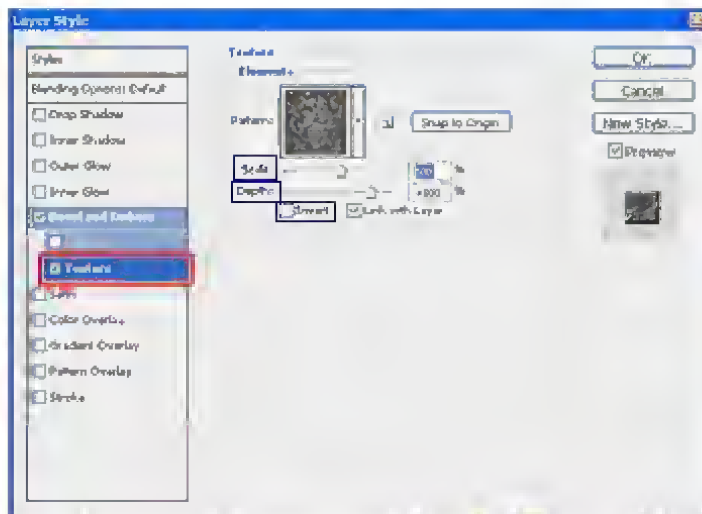 Layer Style
Styles
Blending Options: Default
Drop Shadow
Inner Shadow
Outer Glow
Inner Glow
Bevel and Emboss
Texture
Satin
Color Overlay
Gradient Overlay
Pattern Overlay
Stroke
Texture
Elements
Pattern:
Snap to Origin
Scale:
%
Depth:
%
Invert
Link with Layer
OK
Cancel
New Style...
Preview